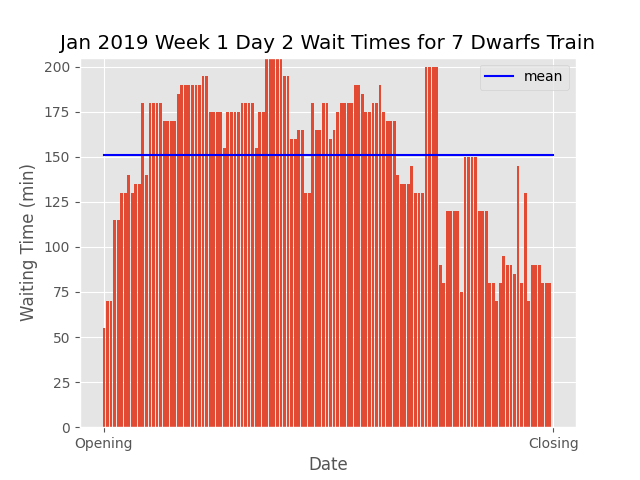 Jan 2019 Week 1 Day 2 Wait Times for 7 Dwarfs Train
mean
200
175
150
125
100
75
50
25
0
Waiting Time (min)
Opening
Closing
Date